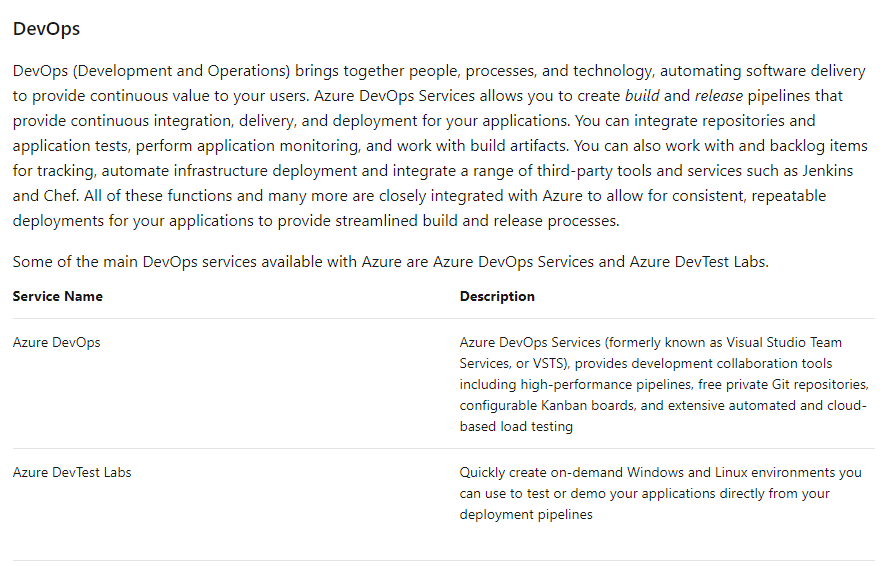 DevOps
DevOps (Development and Operations) brings together people, processes, and technology, automating software delivery
to provide continuous value to your users. Azure DevOps Services allows you to create build and release pipelines that
provide continuous integration, delivery, and deployment for your applications. You can integrate repositories and
application tests, perform application monitoring, and work with build artifacts. You can also work with and backlog items
for tracking, automate infrastructure deployment and integrate a range of third-party tools and services such as Jenkins
and Chef. All of these functions and many more are closely integrated with Azure to allow for consistent, repeatable
deployments for your applications to provide streamlined build and release processes.
Some of the main DevOps services available with Azure are Azure DevOps Services and Azure DevTest Labs.
Service Name
Description
Azure DevOps
Azure DevOps Services (formerly known as Visual Studio Team
Services, or VSTS), provides development collaboration tools
including high-performance pipelines, free private Git repositories,
configurable Kanban boards, and extensive automated and cloud-
based load testing
Azure DevTest Labs
Quickly create on-demand Windows and Linux environments you
can use to test or demo your applications directly from your
deployment pipelines